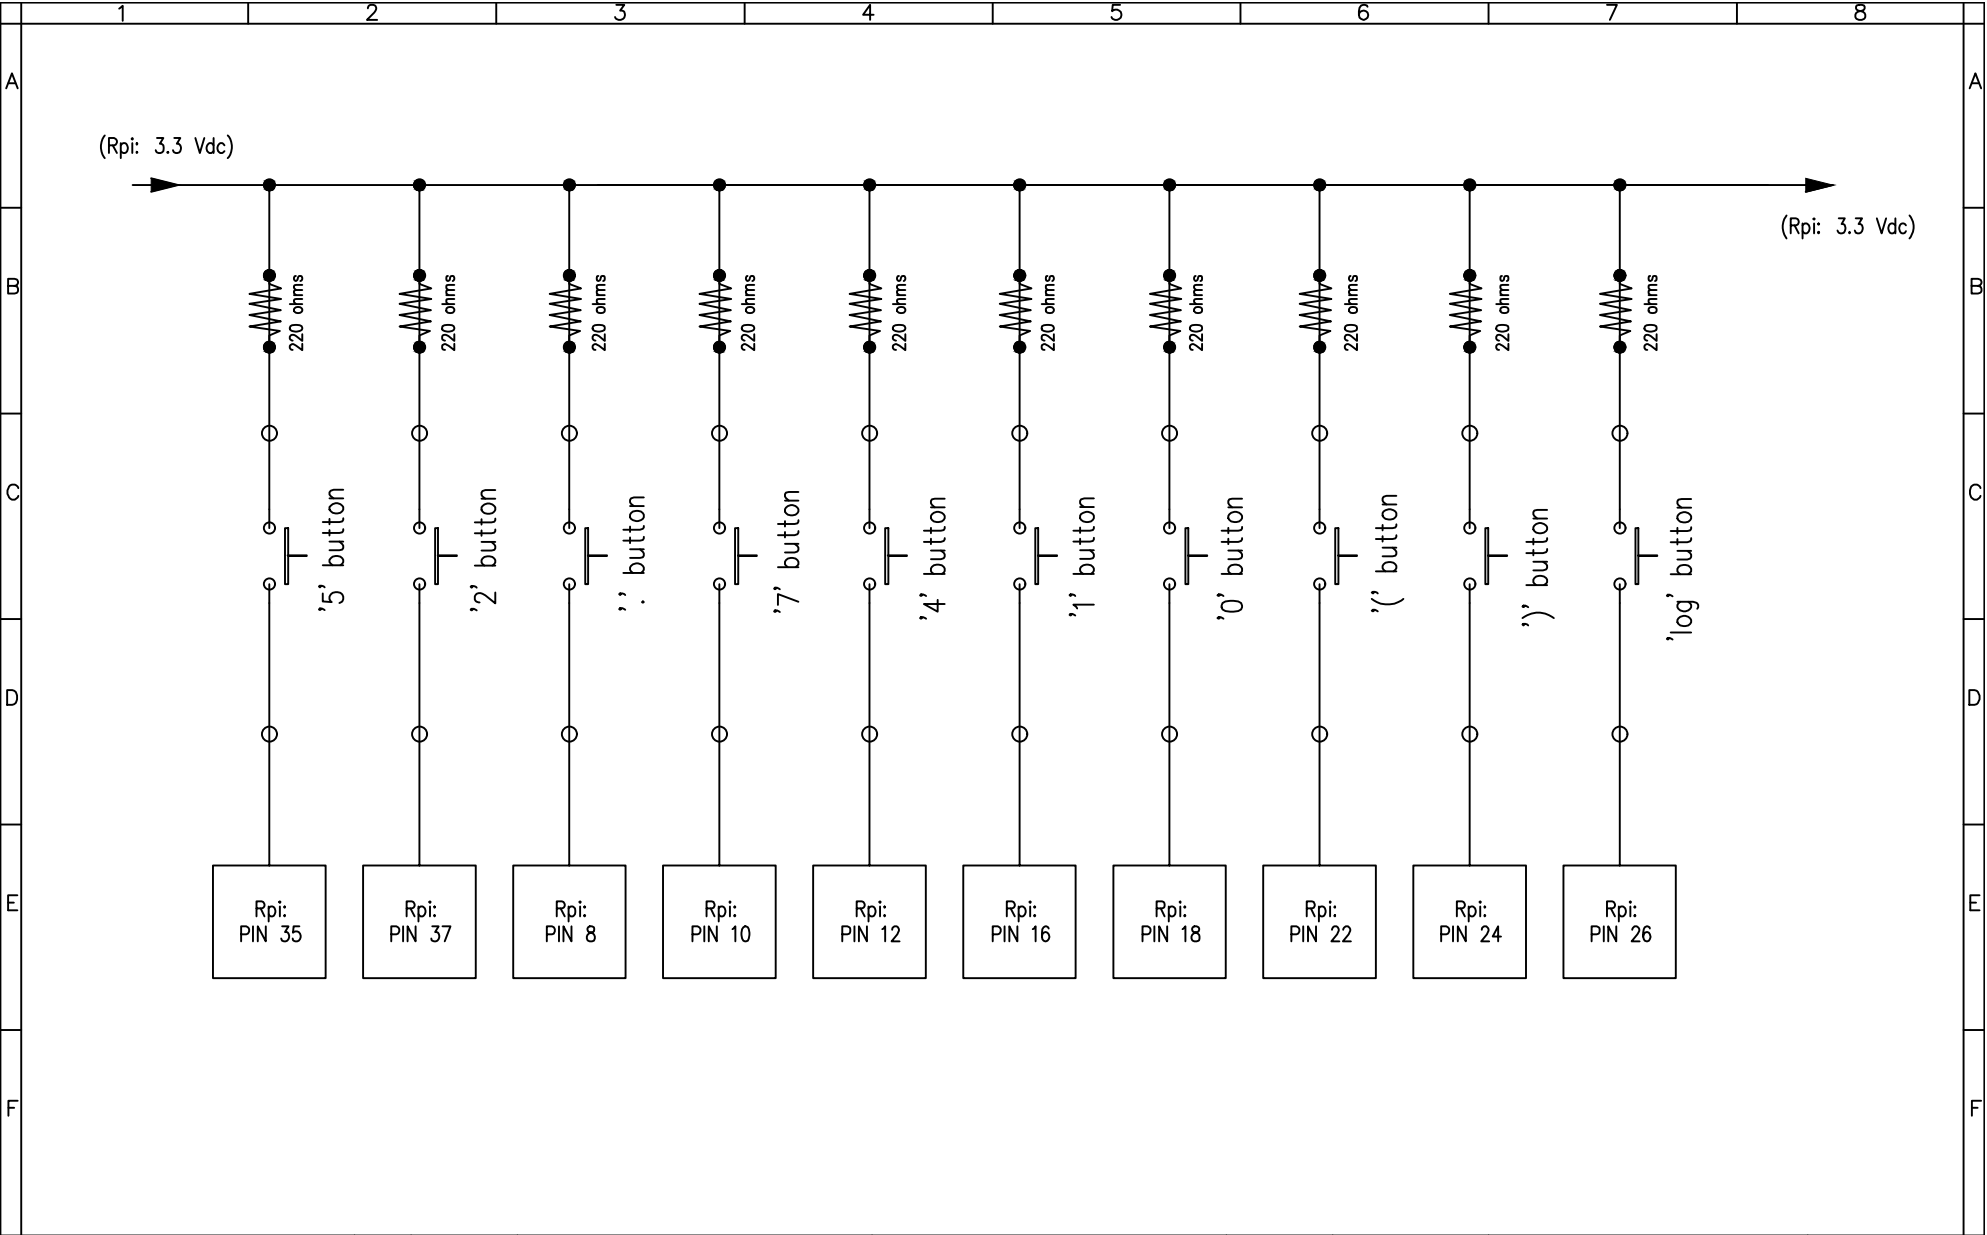 1 2 3 4 5 6 7 8
A A
(Rpi: 3.3 Vdc)
(Rpi: 3.3 Vdc)
B B
220 ohms
220 ohms
220 ohms
220 ohms
220 ohms
220 ohms
220 ohms
220 ohms
220 ohms
220 ohms
C C
'5' button
'2' button
'.' button
'7' button
'4' button
'1' button
'0' button
'(' button
')' button
'log' button
D D
E E
Rpi:
PIN 35
Rpi:
PIN 37
Rpi:
PIN 8
Rpi:
PIN 10
Rpi:
PIN 12
Rpi:
PIN 16
Rpi:
PIN 18
Rpi:
PIN 22
Rpi:
PIN 24
Rpi:
PIN 26
F F